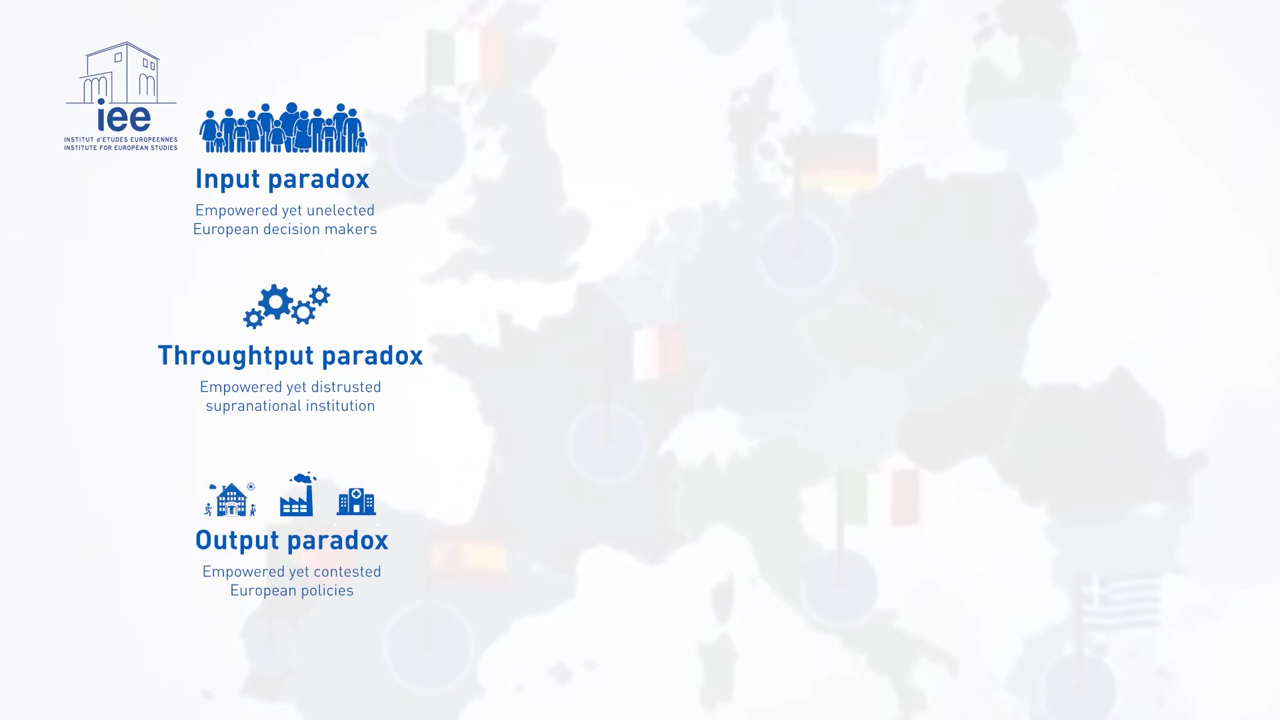 iee
INSTITUT d'ETUDES EUROPEENNES
INSTITUTE FOR EUROPEAN STUDIES
Input paradox
Empowered yet unelected
European decision makers
Throughtput paradox
Empowered yet distrusted
supranational institution
Output paradox
Empowered yet contested
European policies